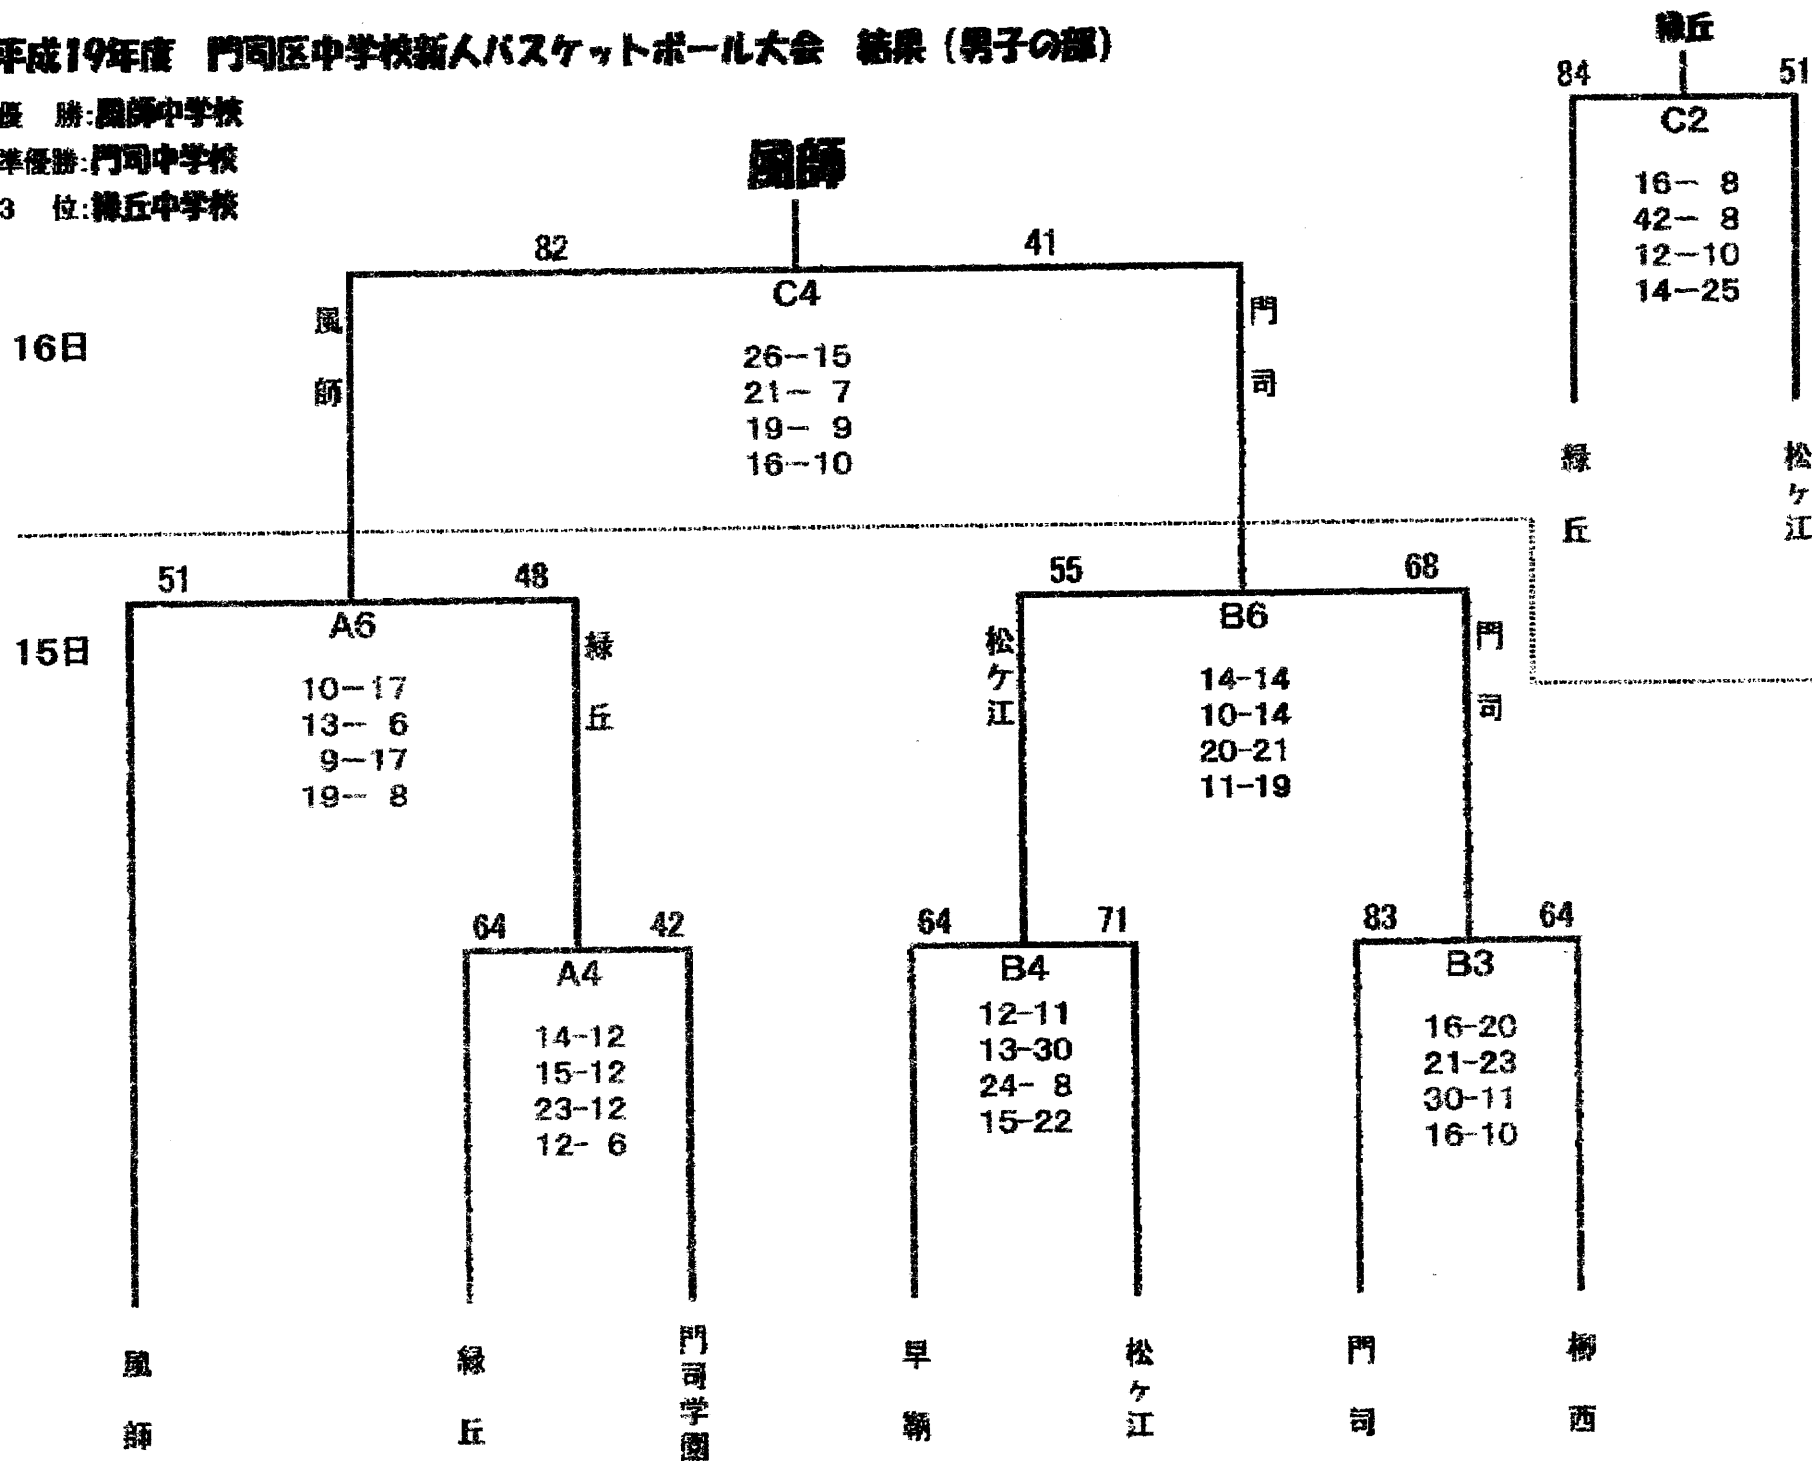 平成19年度　門司区中学校新人バスケットボール大会　結果（男子の部）
優　勝:風師中学校
準優勝:門司中学校
3　位:緑丘中学校
緑丘
84 51
C2
16－ 8
42－ 8
12－10
14－25
緑丘
松ケ江
風師
82 41
C4
風師
門司
26－15
21－ 7
19－ 9
16－10
16日
15日
51 48
A6
緑丘
10－17
13－ 6
9－17
19－ 8
55 68
B6
松ケ江
門司
14-14
10-14
20-21
11-19
64 42
A4
14-12
15-12
23-12
12- 6
64 71
B4
12-11
13-30
24- 8
15-22
83 64
B3
16-20
21-23
30-11
16-10
風師
緑丘
門司学園
早鞆
松ケ江
門司
柳西